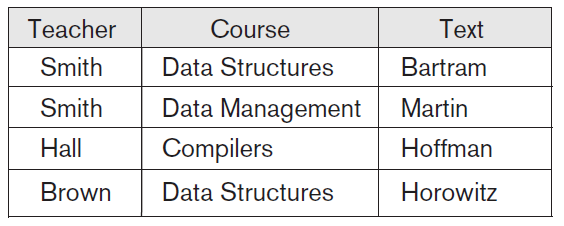 Teacher Course Text
Smith Data Structures Bartram
Smith Data Management Martin
Hall Compilers Hoffman
Brown Data Structures Horowitz